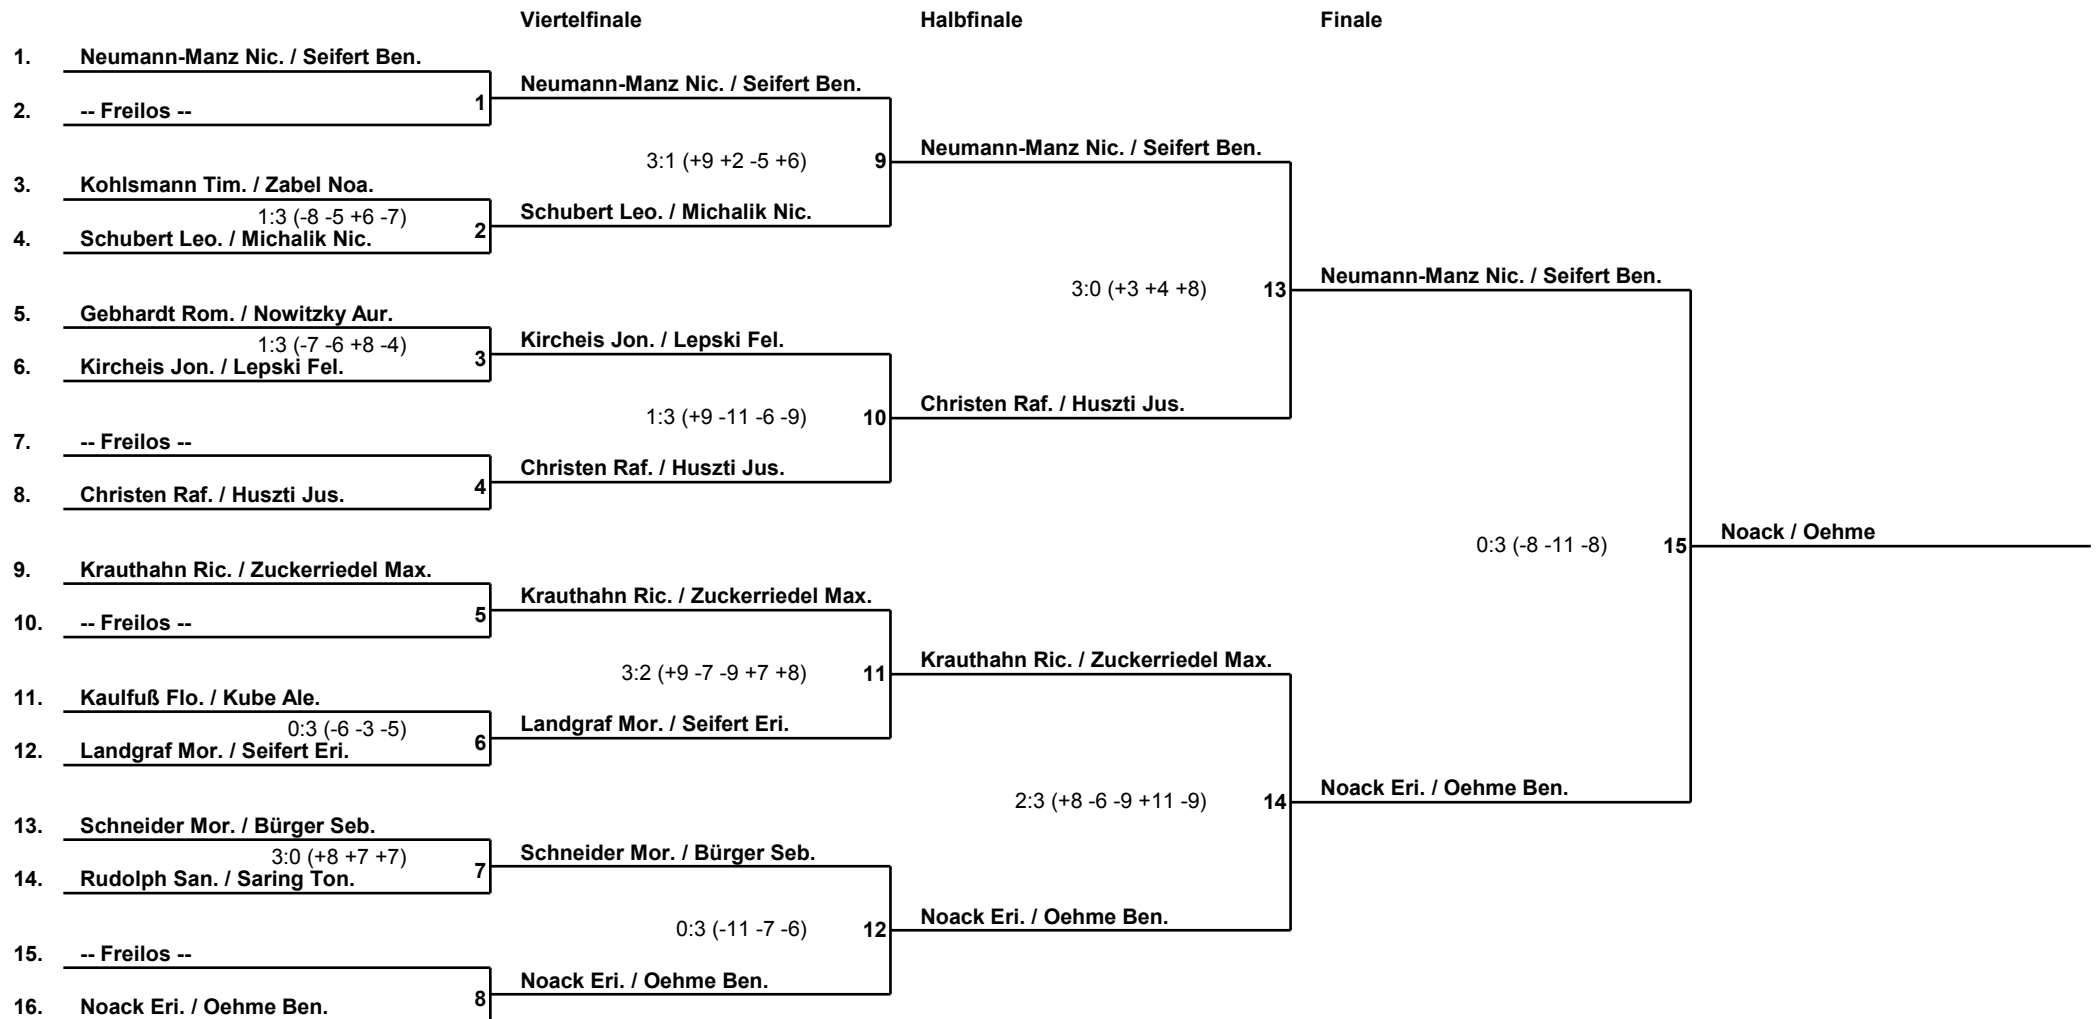 Viertelfinale Halbfinale Finale
1. Neumann-Manz Nic. / Seifert Ben.
Neumann-Manz Nic. / Seifert Ben.
1
2. -- Freilos --
Neumann-Manz Nic. / Seifert Ben.
3:1 (+9 +2 -5 +6) 9
3. Kohlsmann Tim. / Zabel Noa.
1:3 (-8 -5 +6 -7)
Schubert Leo. / Michalik Nic.
2
4. Schubert Leo. / Michalik Nic.
Neumann-Manz Nic. / Seifert Ben.
3:0 (+3 +4 +8) 13
5. Gebhardt Rom. / Nowitzky Aur.
1:3 (-7 -6 +8 -4)
Kircheis Jon. / Lepski Fel.
3
6. Kircheis Jon. / Lepski Fel.
Christen Raf. / Huszti Jus.
1:3 (+9 -11 -6 -9) 10
7. -- Freilos --
Christen Raf. / Huszti Jus.
4
8. Christen Raf. / Huszti Jus.
Noack / Oehme
0:3 (-8 -11 -8) 15
9. Krauthahn Ric. / Zuckerriedel Max.
Krauthahn Ric. / Zuckerriedel Max.
5
10. -- Freilos --
Krauthahn Ric. / Zuckerriedel Max.
3:2 (+9 -7 -9 +7 +8) 11
11. Kaulfuß Flo. / Kube Ale.
0:3 (-6 -3 -5)
Landgraf Mor. / Seifert Eri.
6
12. Landgraf Mor. / Seifert Eri.
Noack Eri. / Oehme Ben.
2:3 (+8 -6 -9 +11 -9) 14
13. Schneider Mor. / Bürger Seb.
3:0 (+8 +7 +7)
Schneider Mor. / Bürger Seb.
7
14. Rudolph San. / Saring Ton.
Noack Eri. / Oehme Ben.
0:3 (-11 -7 -6) 12
15. -- Freilos --
Noack Eri. / Oehme Ben.
8
16. Noack Eri. / Oehme Ben.